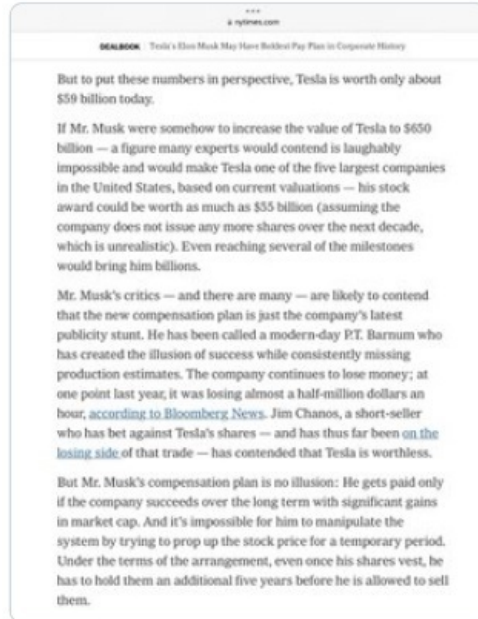 nytimes.com
DEALBOOK | Tesla's Elon Musk May Have Boldest Pay Plan in Corporate History
But to put these numbers in perspective, Tesla is worth only about
$59 billion today.
If Mr. Musk were somehow to increase the value of Tesla to $650
billion — a figure many experts would contend is laughably
impossible and would make Tesla one of the five largest companies
in the United States, based on current valuations — his stock
award could be worth as much as $55 billion (assuming the
company does not issue any more shares over the next decade,
which is unrealistic). Even reaching several of the milestones
would bring him billions.
Mr. Musk's critics — and there are many — are likely to contend
that the new compensation plan is just the company's latest
publicity stunt. He has been called a modern-day P.T. Barnum who
has created the illusion of success while consistently missing
production estimates. The company continues to lose money; at
one point last year, it was losing almost a half-million dollars an
hour, according to Bloomberg News. Jim Chanos, a short-seller
who has bet against Tesla's shares — and has thus far been on the
losing side of that trade — has contended that Tesla is worthless.
But Mr. Musk's compensation plan is no illusion: He gets paid only
if the company succeeds over the long term with significant gains
in market cap. And it's impossible for him to manipulate the
system by trying to prop up the stock price for a temporary period.
Under the terms of the arrangement, even once his shares vest, he
has to hold them an additional five years before he is allowed to sell
them.